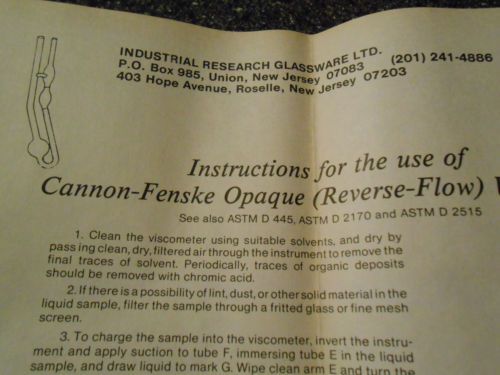 INDUSTRIAL RESEARCH GLASSWARE LTD.
P.O. Box 985, Union, New Jersey 07083 (201) 241-4886
403 Hope Avenue, Roselle, New Jersey 07203
Instructions for the use of
Cannon-Fenske Opaque (Reverse-Flow)
See also ASTM D 445, ASTM D 2170 and ASTM D 2515
1. Clean the viscometer using suitable solvents, and dry by
passing clean, dry, filtered air through the instrument to remove the
final traces of solvent. Periodically, traces of organic deposits
should be removed with chromic acid.
2. If there is a possibility of lint, dust, or other solid material in the
liquid sample, filter the sample through a fritted glass or fine mesh
screen.
3. To charge the sample into the viscometer, invert the instru-
ment and apply suction to tube F, immersing tube E in the liquid
sample, and draw liquid to mark G. Wipe clean arm E and turn the